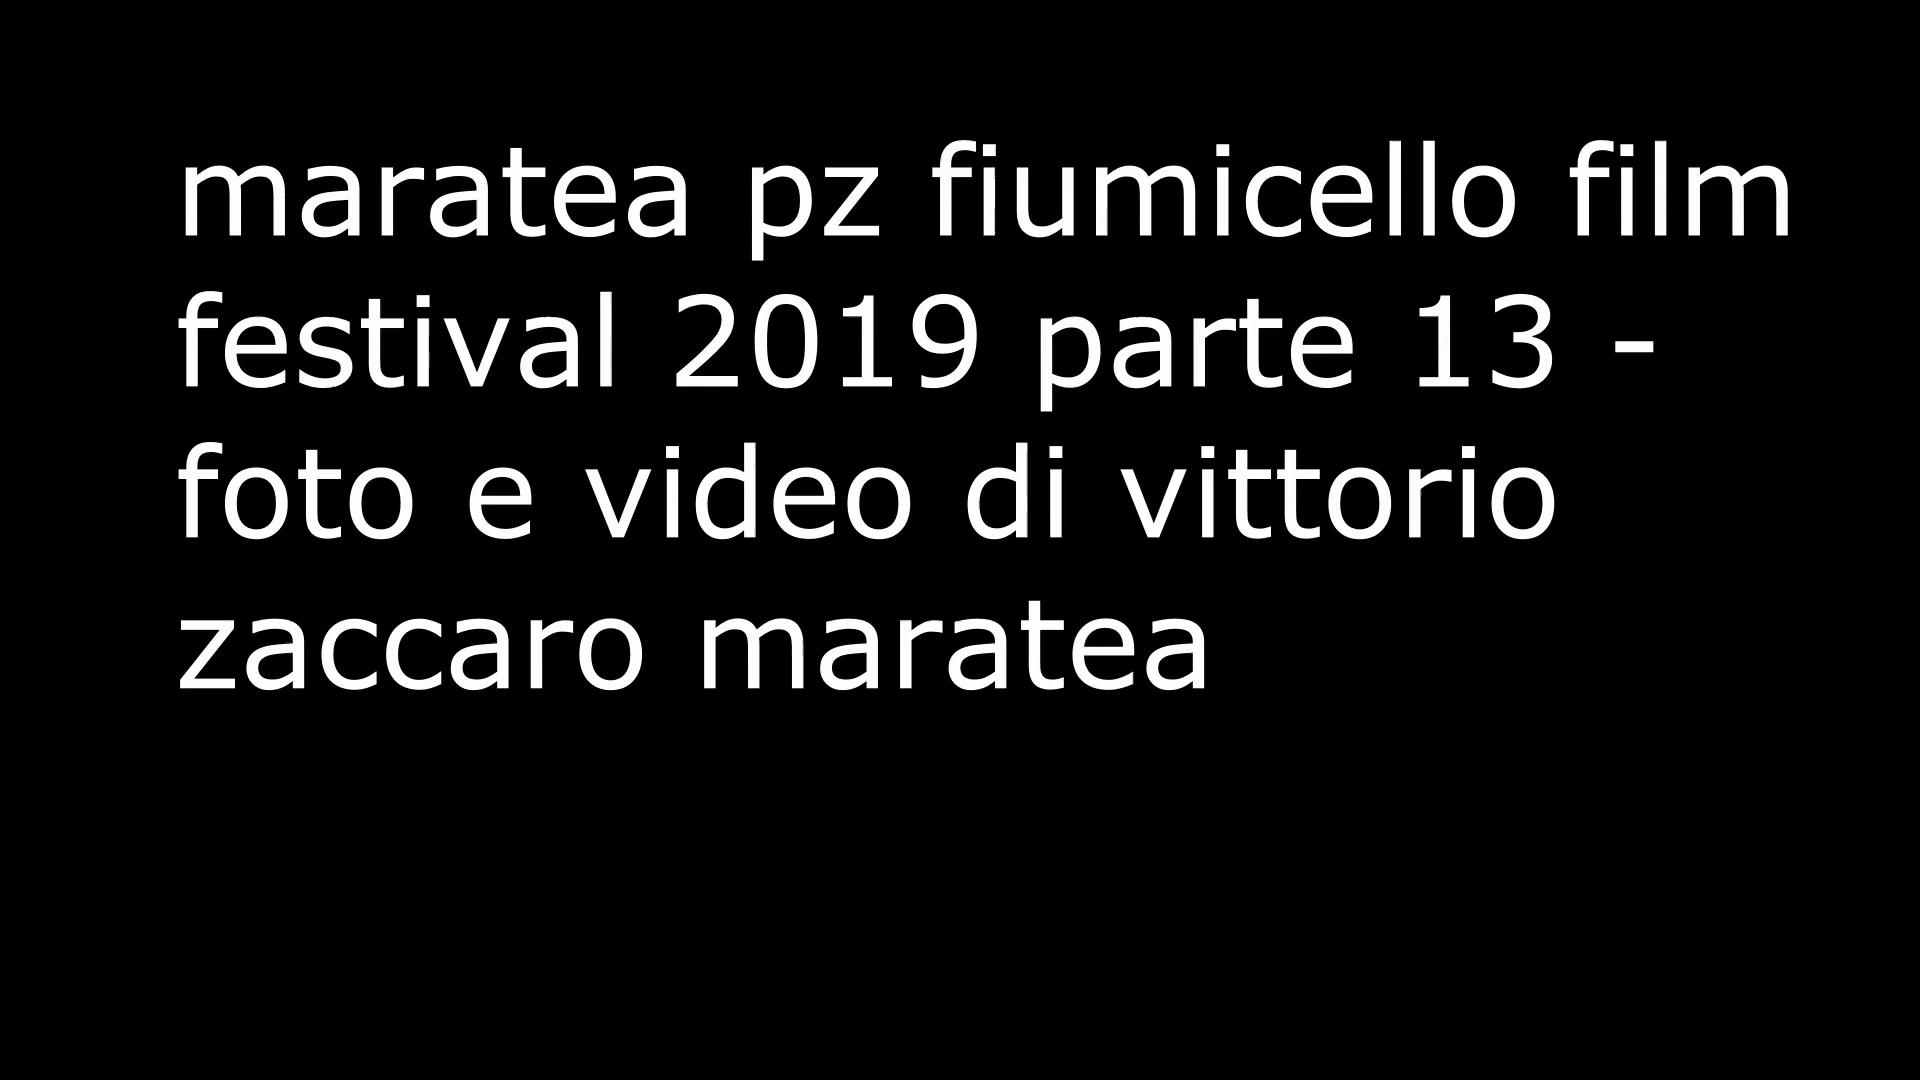 maratea pz fiumicello film
festival 2019 parte 13 -
foto e video di vittorio
zaccaro maratea